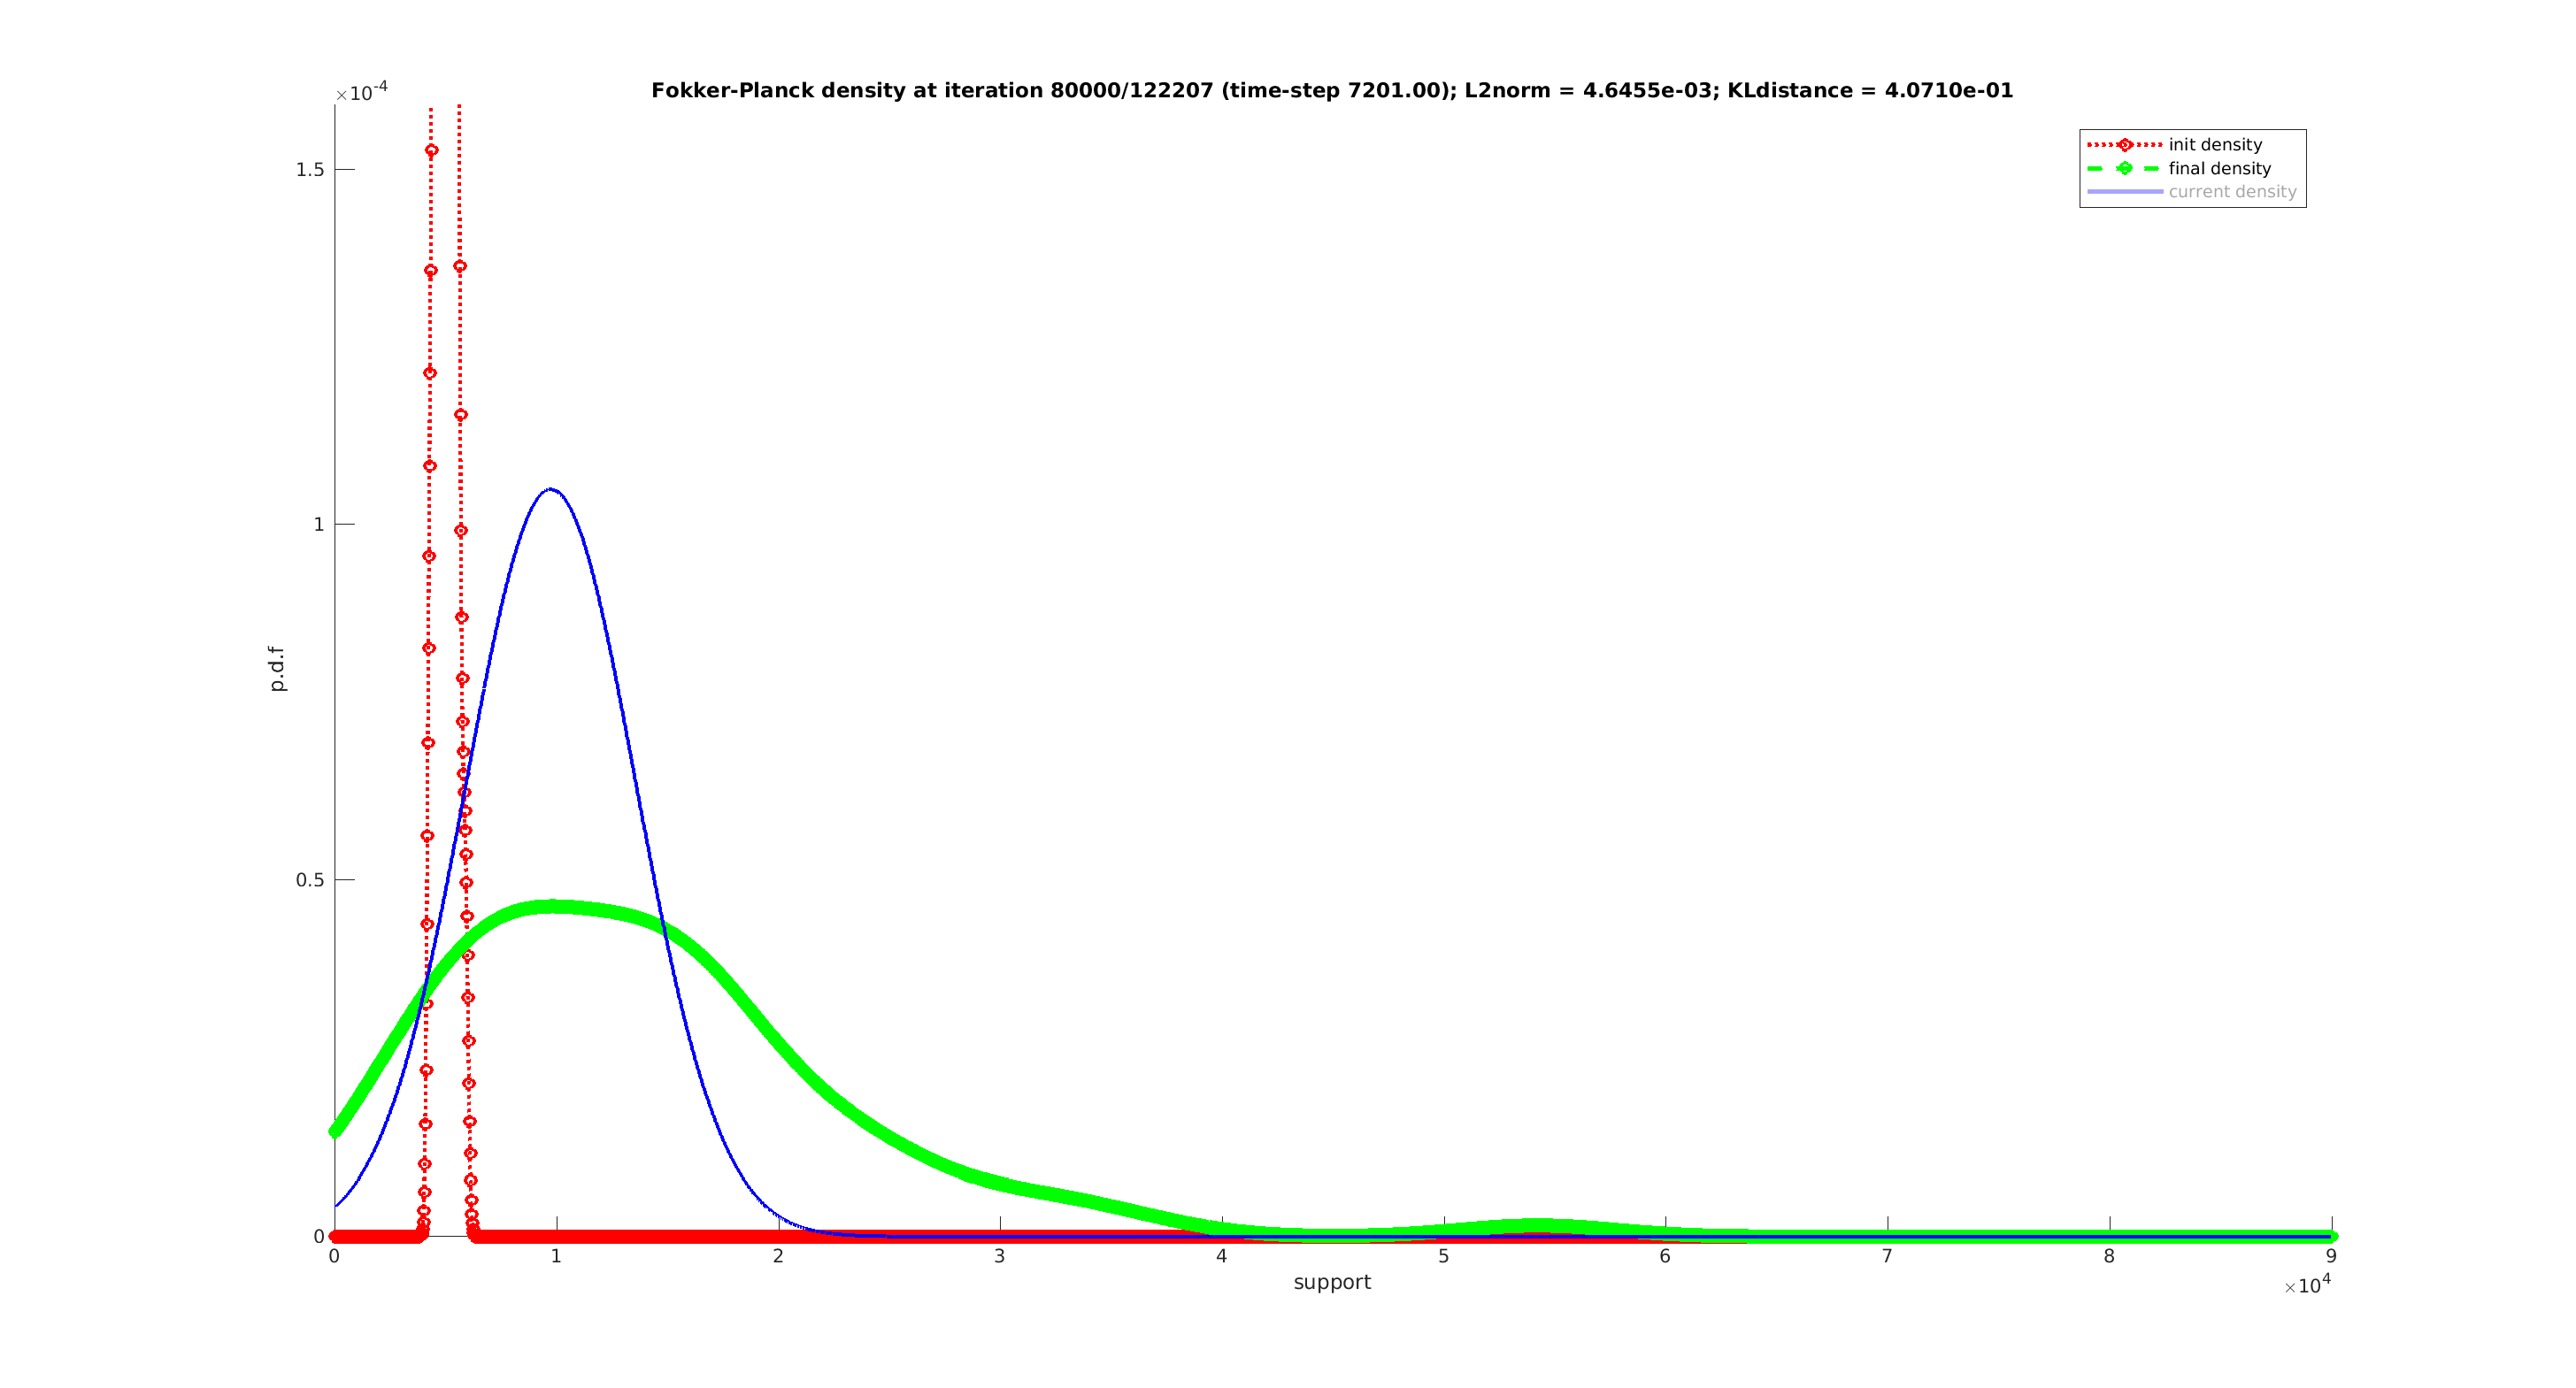 Fokker-Planck density at iteration 80000/122207 (time-step 7201.00); L2norm = 4.6455e-03; KLdistance = 4.0710e-01
×10-4
init density
final density
current density
1.5
1
0.5
0
p.d.f
0 1 2 3 4 5 6 7 8 9
support
×104